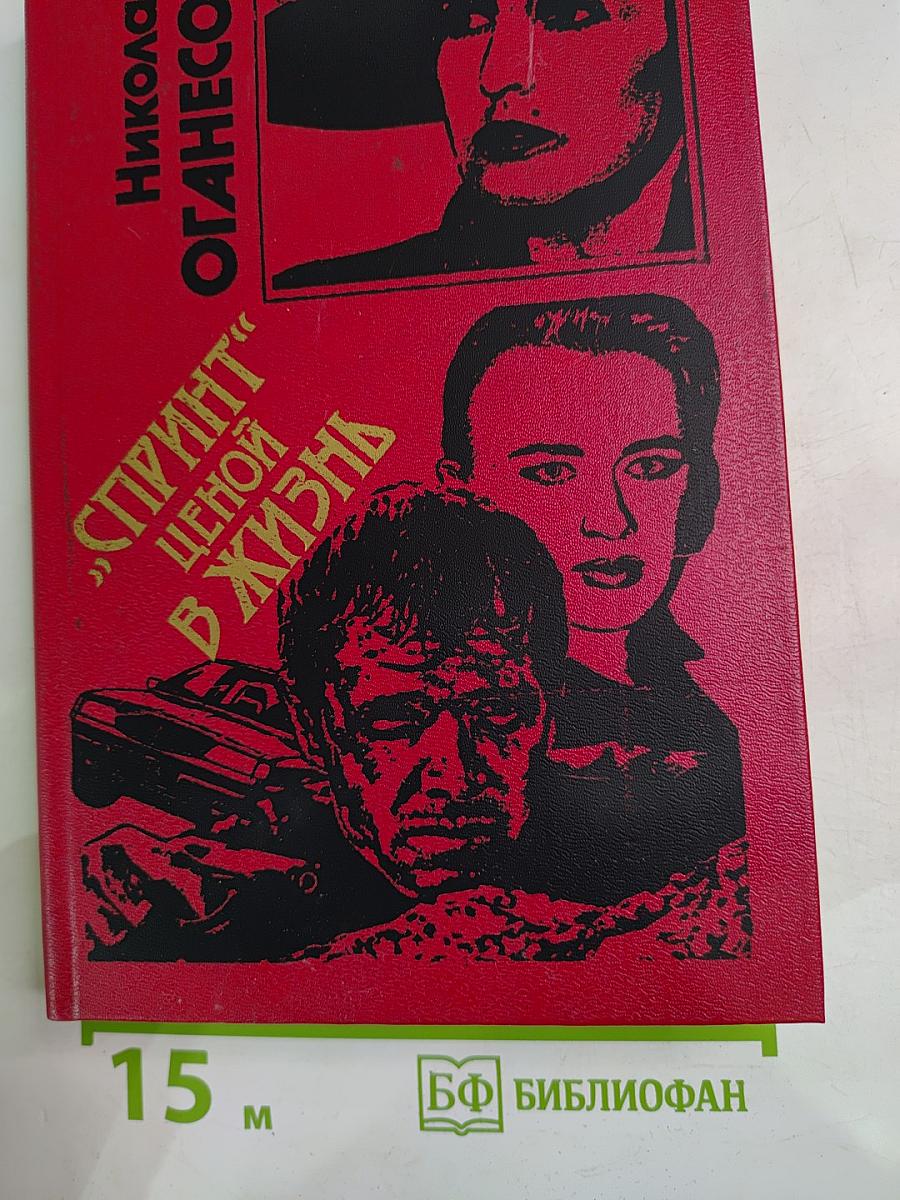 Никола
ОГАНЕСО
„СПРИНТ“
ЦЕНОЙ
В ЖИЗНЬ
15 м
БФ БИБЛИОФАН